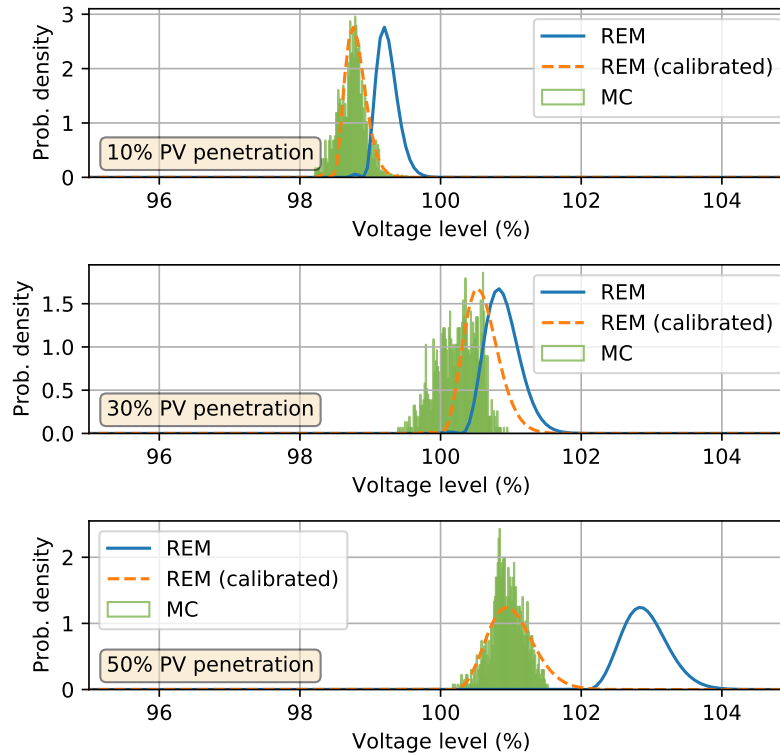 3
2
1
0
Prob. density
REM
REM (calibrated)
MC
10% PV penetration
96 98 100 102 104
Voltage level (%)
1.5
1.0
0.5
0.0
Prob. density
REM
REM (calibrated)
MC
30% PV penetration
96 98 100 102 104
Voltage level (%)
2
1
0
Prob. density
REM
REM (calibrated)
MC
50% PV penetration
96 98 100 102 104
Voltage level (%)